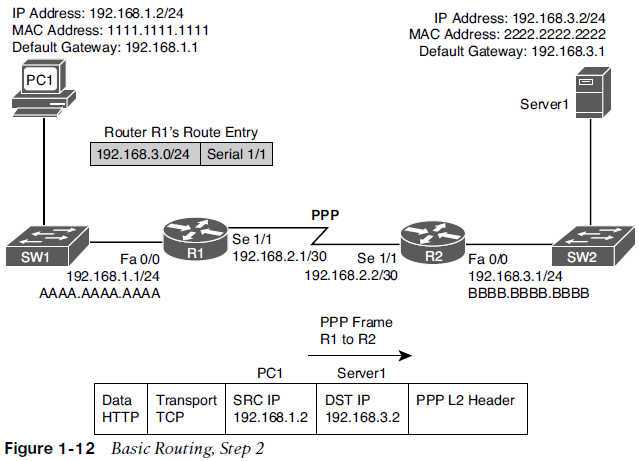 IP Address: 192.168.1.2/24
MAC Address: 1111.1111.1111
Default Gateway: 192.168.1.1
IP Address: 192.168.3.2/24
MAC Address: 2222.2222.2222
Default Gateway: 192.168.3.1
PC1
Server1
Router R1's Route Entry
192.168.3.0/24 Serial 1/1
PPP
SW1
Fa 0/0
192.168.1.1/24
AAAA.AAAA.AAAA
R1
Se 1/1
192.168.2.1/30
Se 1/1
192.168.2.2/30
R2
Fa 0/0
192.168.3.1/24
BBBB.BBBB.BBBB
SW2
PPP Frame
R1 to R2
PC1 Server1
Data Transport SRC IP DST IP PPP L2 Header
HTTP TCP 192.168.1.2 192.168.3.2
Figure 1-12 Basic Routing, Step 2